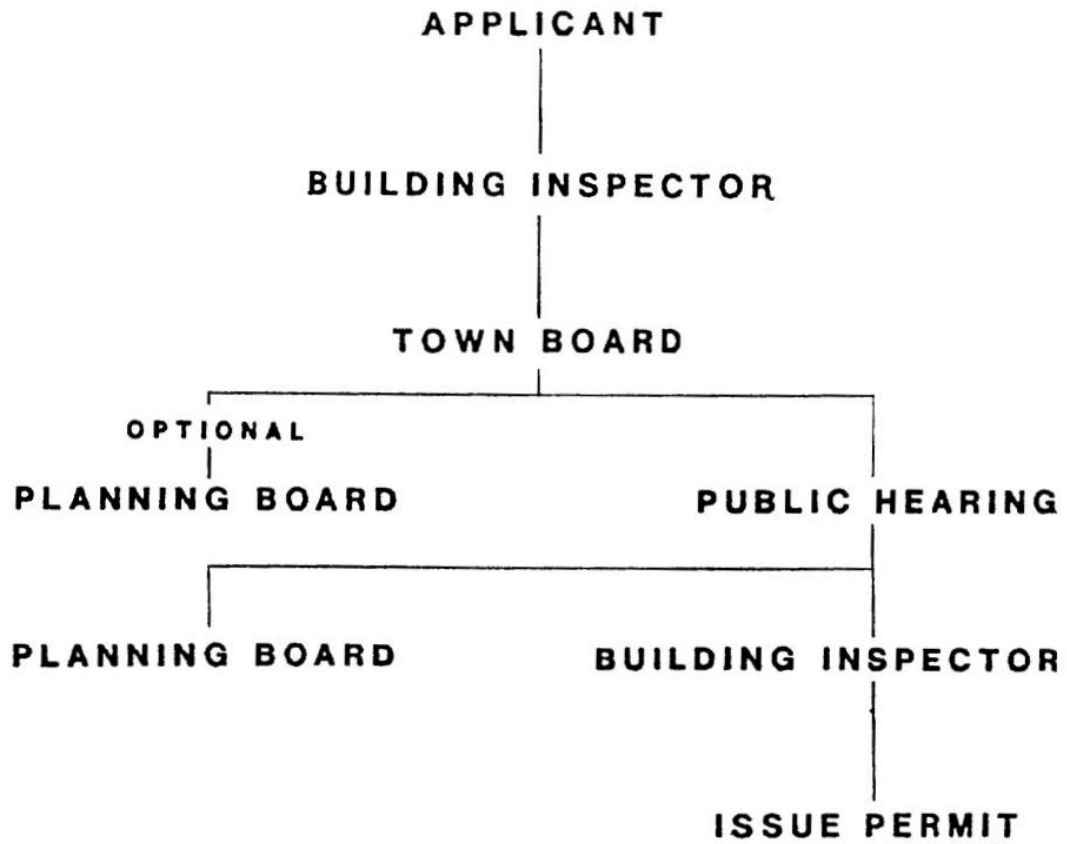 APPLICANT
BUILDING INSPECTOR
TOWN BOARD
OPTIONAL
PLANNING BOARD
PUBLIC HEARING
PLANNING BOARD
BUILDING INSPECTOR
ISSUE PERMIT